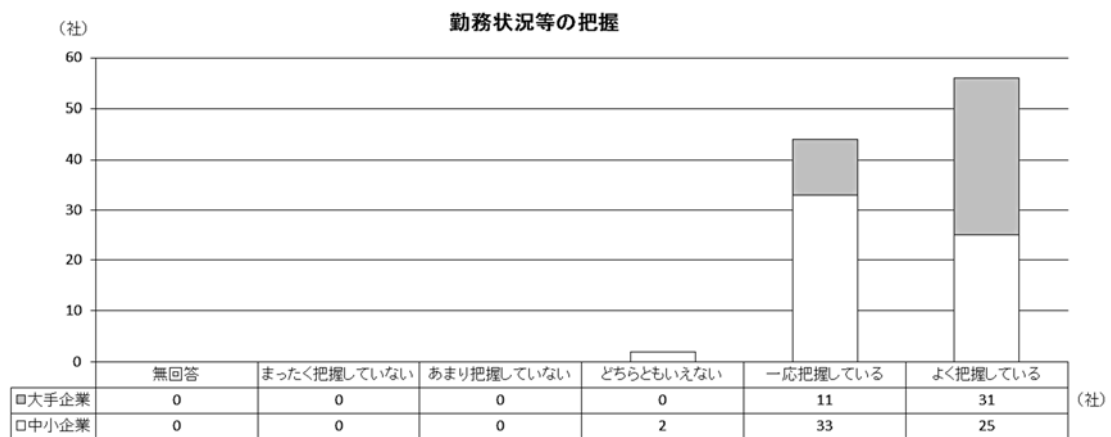 勤務状況等の把握
（社）
60
50
40
30
20
10
0
無回答 まったく把握していない あまり把握していない どちらともいえない 一応把握している よく把握している
大手企業 0 0 0 0 11 31 （社）
中小企業 0 0 0 2 33 25